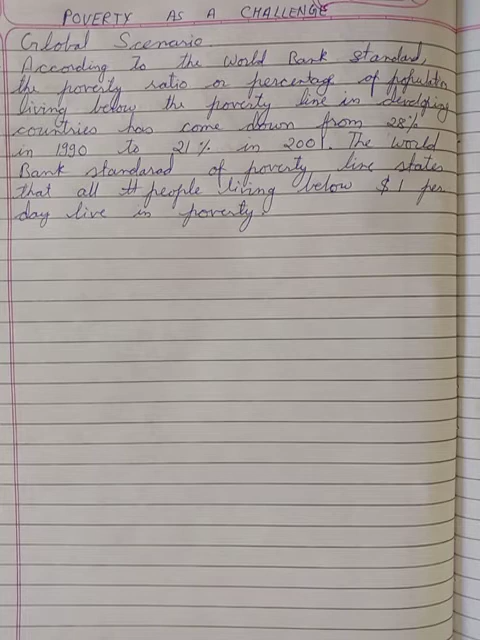 POVERTY AS A CHALLENGE
Global Scenario
According to the World Bank standard,
the poverty ratio or percentage of population
living below the poverty line in developing
countries has come down from 28%
in 1990 to 21% in 2001. The World
Bank standarad of poverty line states
that all people living below $1 per
day live in poverty.